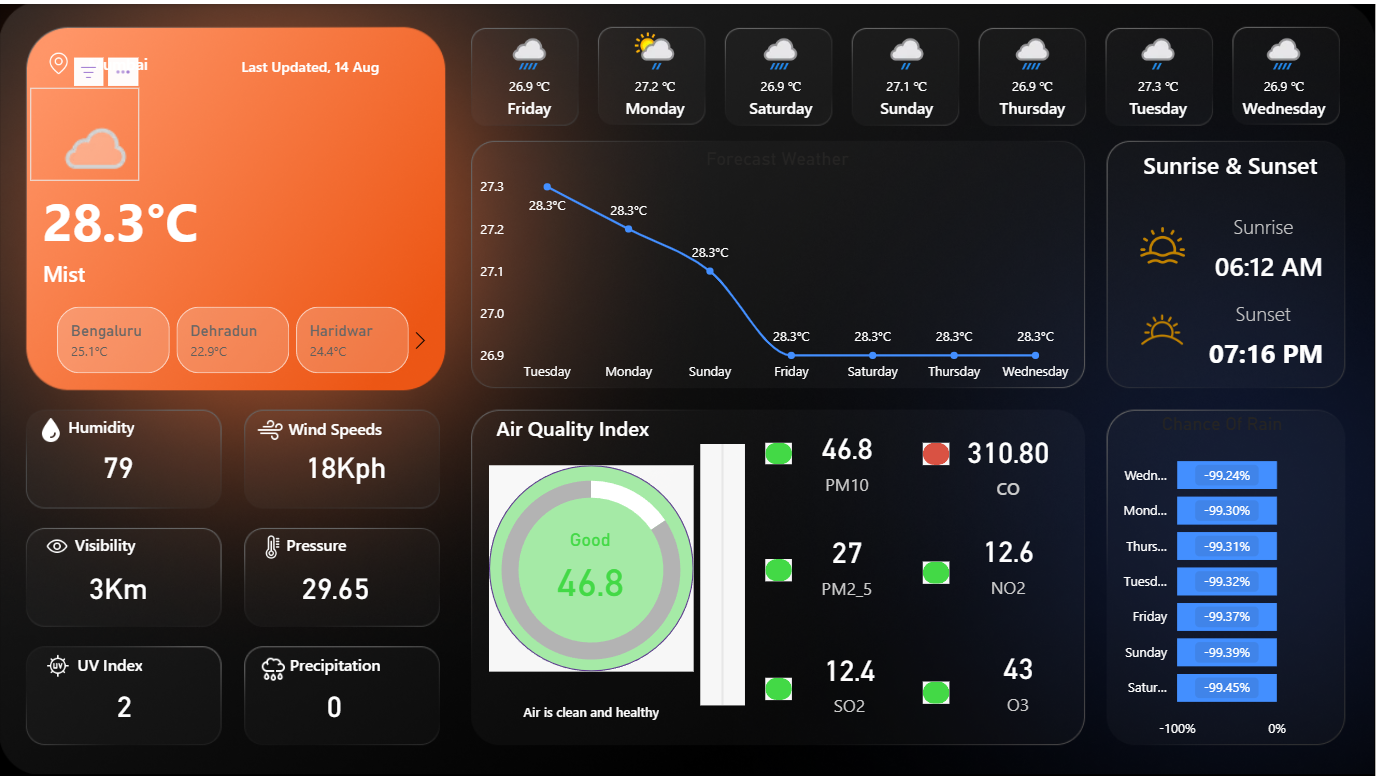 Last Updated, 14 Aug
28.3°C
Mist
Bengaluru
25.1°C
Dehradun
22.9°C
Haridwar
24.4°C
26.9 °C
Friday
27.2 °C
Monday
26.9 °C
Saturday
27.1 °C
Sunday
26.9 °C
Thursday
27.3 °C
Tuesday
26.9 °C
Wednesday
Forecast Weather
27.3
27.2
27.1
27.0
26.9
28.3°C
28.3°C
28.3°C
28.3°C
28.3°C
28.3°C
28.3°C
Tuesday
Monday
Sunday
Friday
Saturday
Thursday
Wednesday
Sunrise & Sunset
Sunrise
06:12 AM
Sunset
07:16 PM
Humidity
79
Wind Speeds
18Kph
Visibility
3Km
Pressure
29.65
UV
UV Index
2
Precipitation
0
Air Quality Index
Good
46.8
Air is clean and healthy
46.8
PM10
310.80
CO
27
PM2_5
12.6
NO2
12.4
SO2
43
O3
Chance Of Rain
Wedn... -99.24%
Mond... -99.30%
Thurs... -99.31%
Tuesd... -99.32%
Friday -99.37%
Sunday -99.39%
Satur... -99.45%
-100% 0%